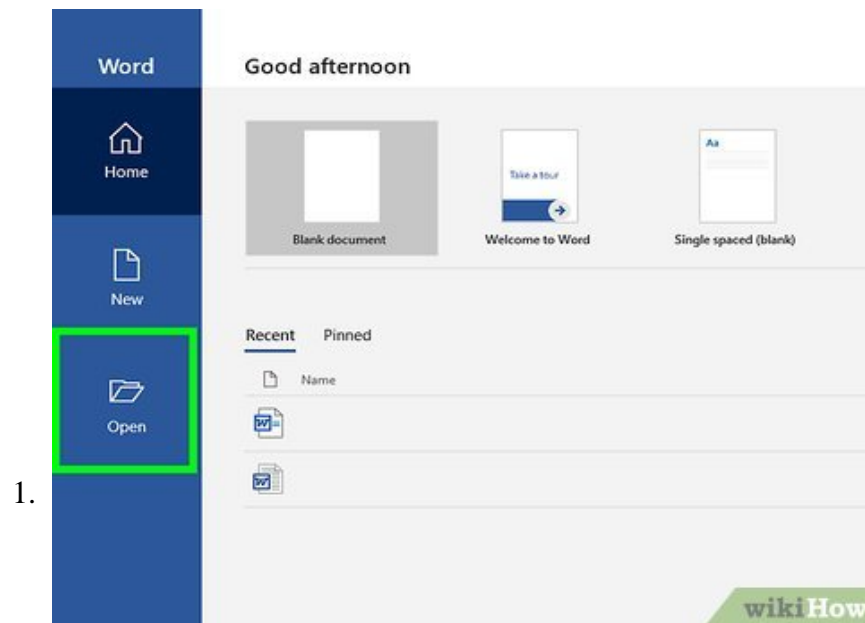 Word
Good afternoon
Home
New
Open
Take a tour
Aa
Blank document
Welcome to Word
Single spaced (blank)
Recent Pinned
Name
W
W
1.
wikiHow